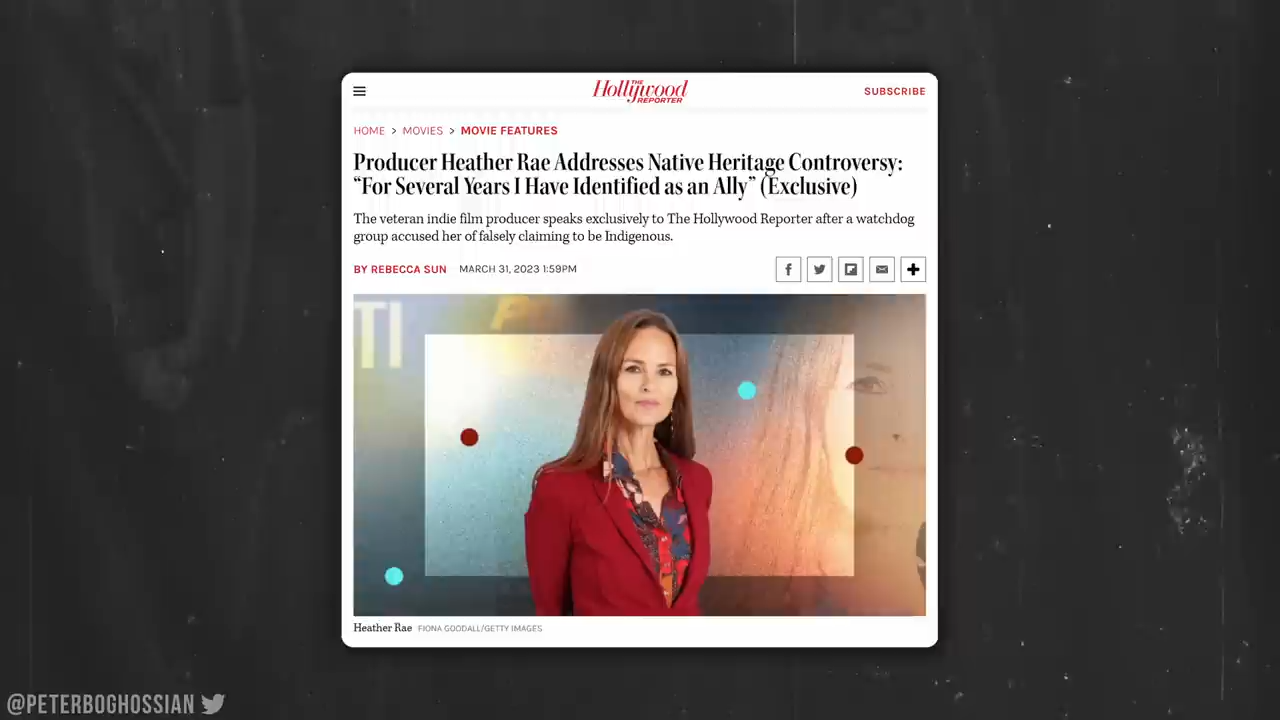 The Hollywood REPORTER
SUBSCRIBE
HOME > MOVIES > MOVIE FEATURES
Producer Heather Rae Addresses Native Heritage Controversy:
“For Several Years I Have Identified as an Ally” (Exclusive)
The veteran indie film producer speaks exclusively to The Hollywood Reporter after a watchdog
group accused her of falsely claiming to be Indigenous.
BY REBECCA SUN MARCH 31, 2023 1:59PM
TI
Heather Rae FIONA GOODALL/GETTY IMAGES
@PETERBOGHOSSIAN